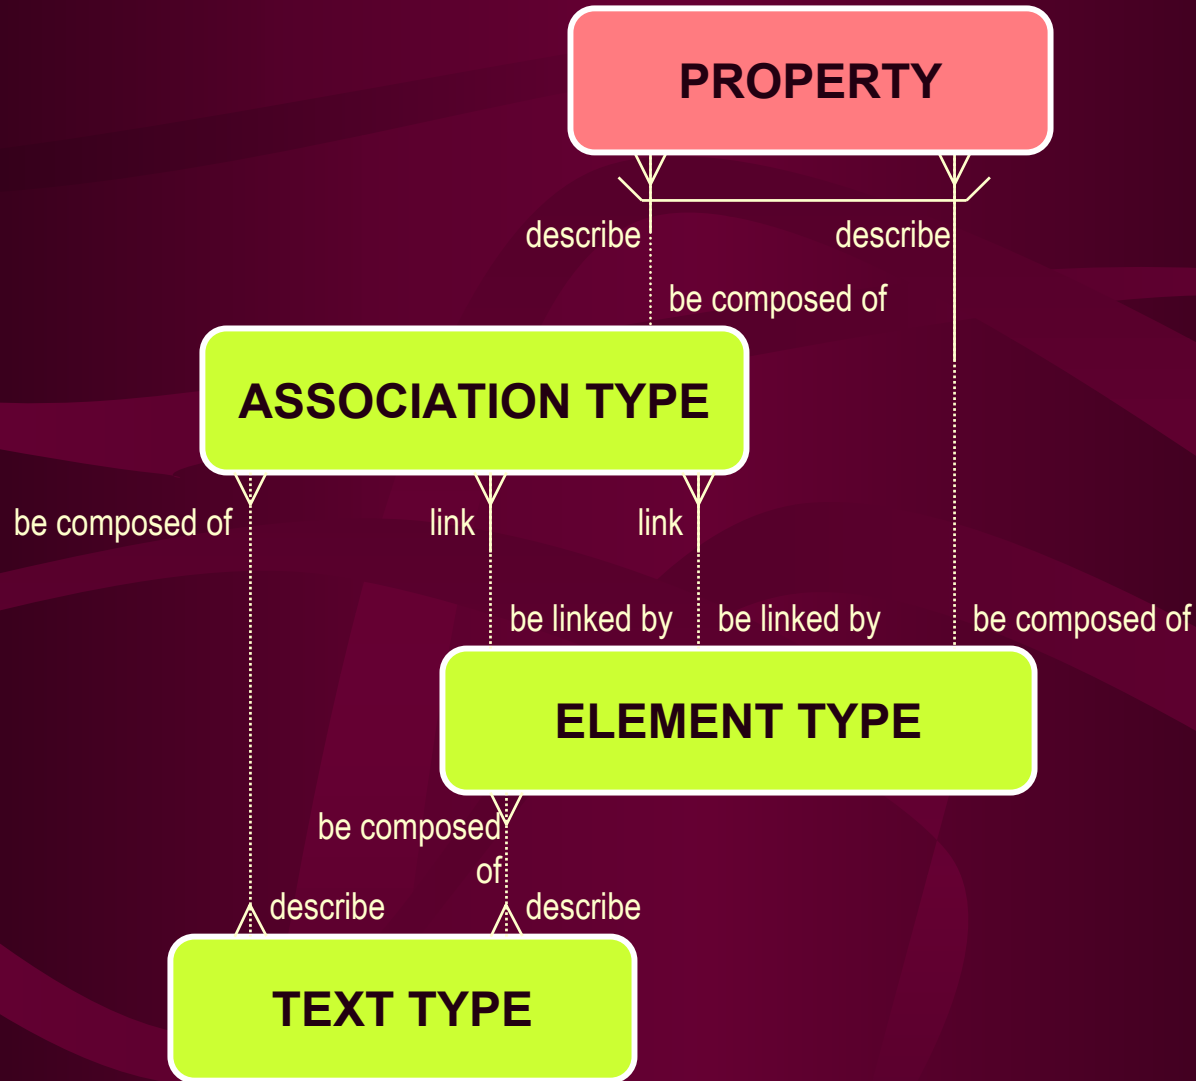 PROPERTY
describe
describe
be composed of
ASSOCIATION TYPE
be composed of
link
link
be linked by
be linked by
be composed of
ELEMENT TYPE
be composed
of
describe
describe
TEXT TYPE